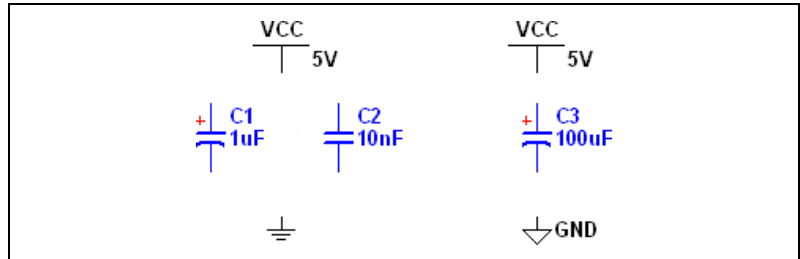 VCC
5V
VCC
5V
+ C1
1uF
C2
10nF
+ C3
100uF
GND